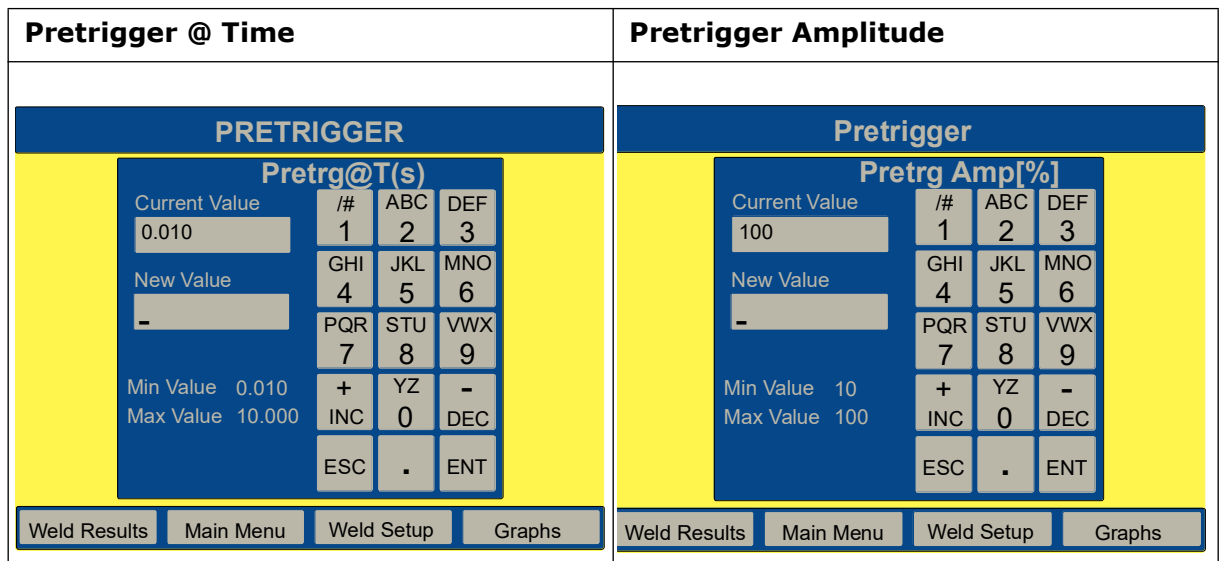 Pretrigger @ Time
PRETRIGGER
Pretrg@T(s)
Current Value
0.010
New Value
-
Min Value 0.010
Max Value 10.000
/# ABC DEF
1 2 3
GHI JKL MNO
4 5 6
PQR STU VWX
7 8 9
+ YZ -
INC 0 DEC
ESC . ENT
Weld Results Main Menu Weld Setup Graphs
Pretrigger Amplitude
Pretrigger
Pretrg Amp[%]
Current Value
100
New Value
-
Min Value 10
Max Value 100
/# ABC DEF
1 2 3
GHI JKL MNO
4 5 6
PQR STU VWX
7 8 9
+ YZ -
INC 0 DEC
ESC . ENT
Weld Results Main Menu Weld Setup Graphs